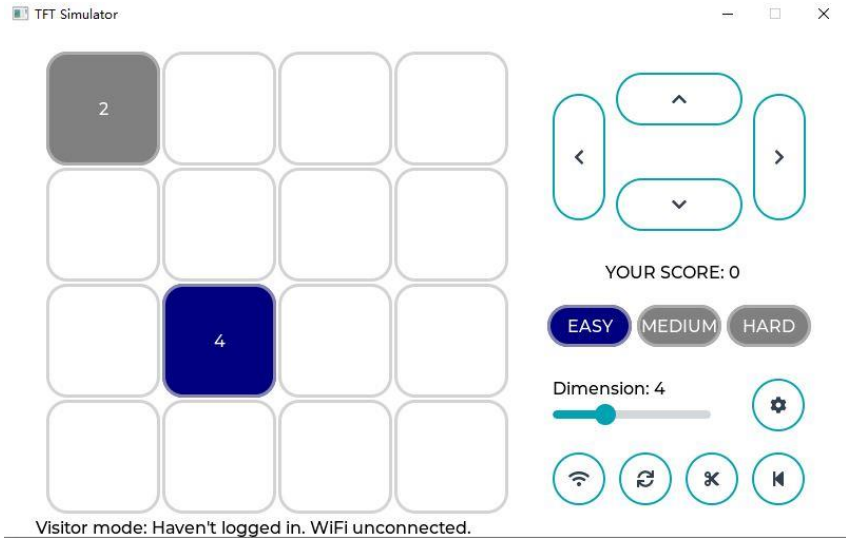 TFT Simulator
2
4
YOUR SCORE: 0
EASY MEDIUM HARD
Dimension: 4
Visitor mode: Haven't logged in. WiFi unconnected.